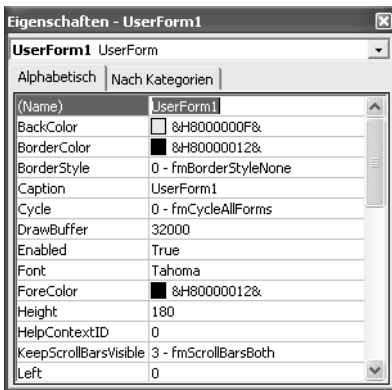 Eigenschaften - UserForm1
UserForm1 UserForm
Alphabetisch Nach Kategorien
(Name) UserForm1
BackColor &H8000000F&
BorderColor &H80000012&
BorderStyle 0 - fmBorderStyleNone
Caption UserForm1
Cycle 0 - fmCycleAllForms
DrawBuffer 32000
Enabled True
Font Tahoma
ForeColor &H80000012&
Height 180
HelpContextID 0
KeepScrollBarsVisible 3 - fmScrollBarsBoth
Left 0